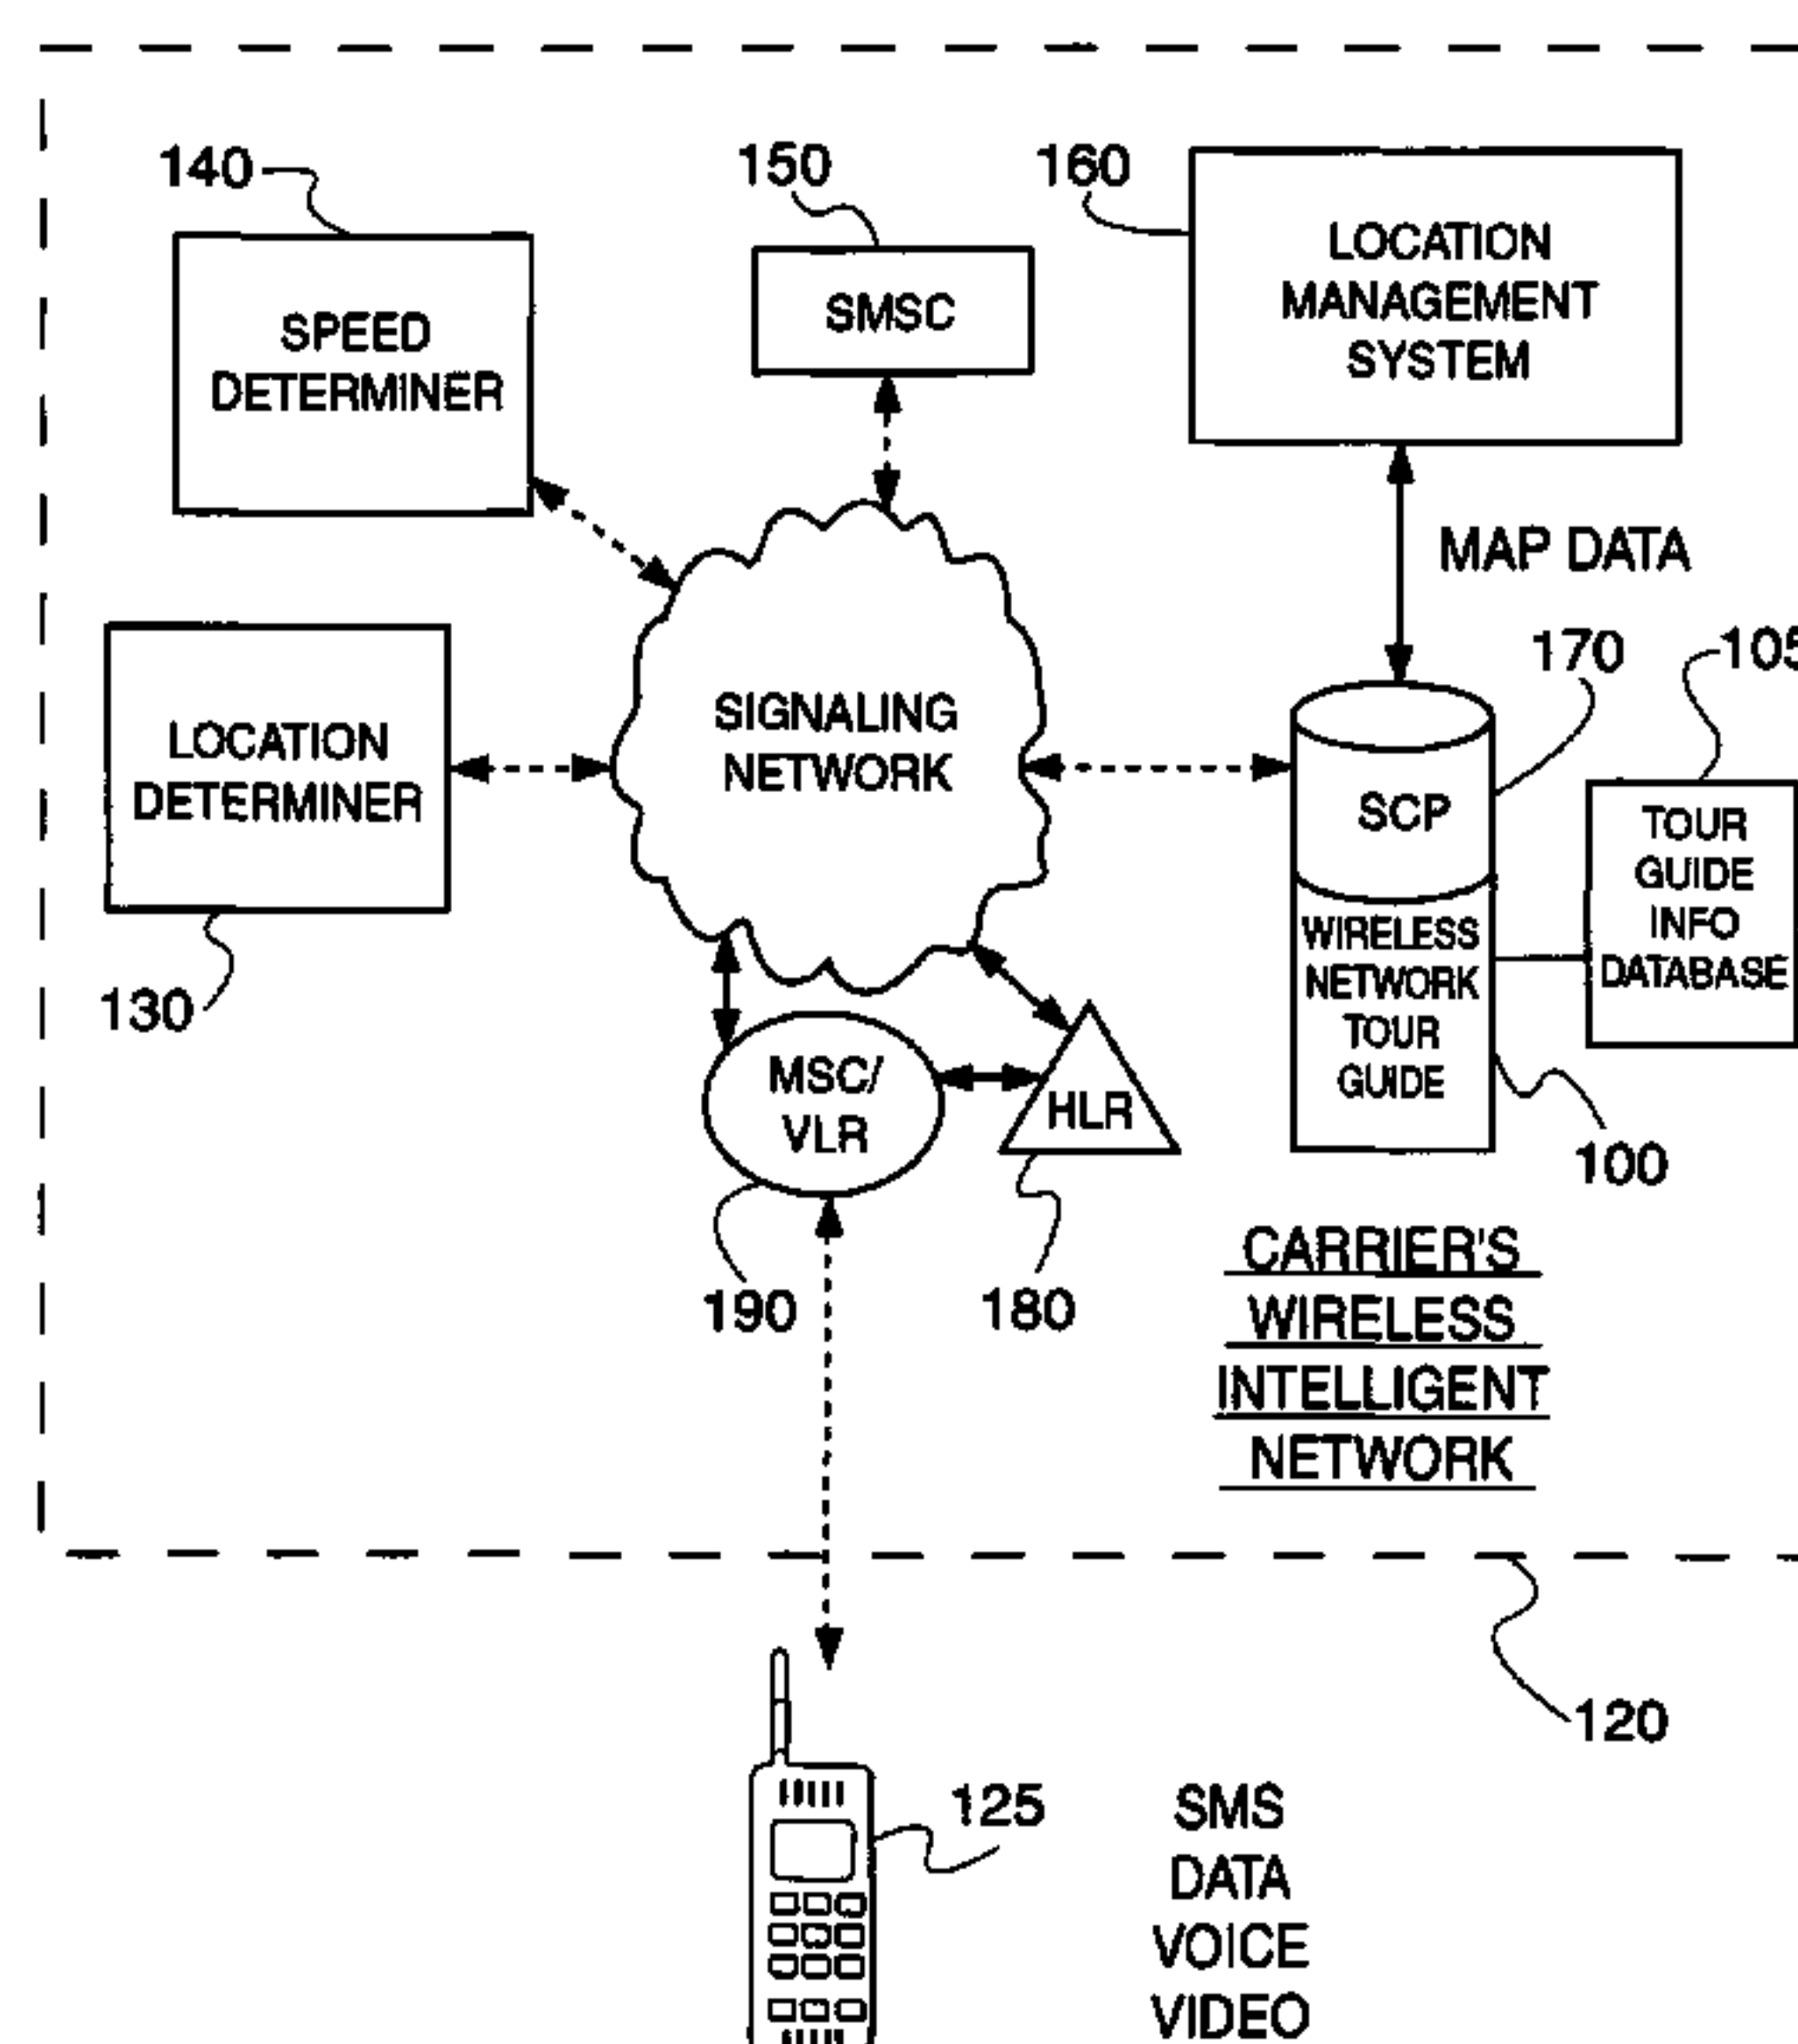 140
150
160
SPEED
DETERMINER
SMSC
LOCATION
MANAGEMENT
SYSTEM
MAP DATA
170
105
LOCATION
DETERMINER
SIGNALING
NETWORK
SCP
TOUR
GUIDE
INFO
DATABASE
WIRELESS
NETWORK
TOUR
GUIDE
130
MSC/
VLR
HLR
100
190
180
CARRIER'S
WIRELESS
INTELLIGENT
NETWORK
120
125
SMS
DATA
VOICE
VIDEO